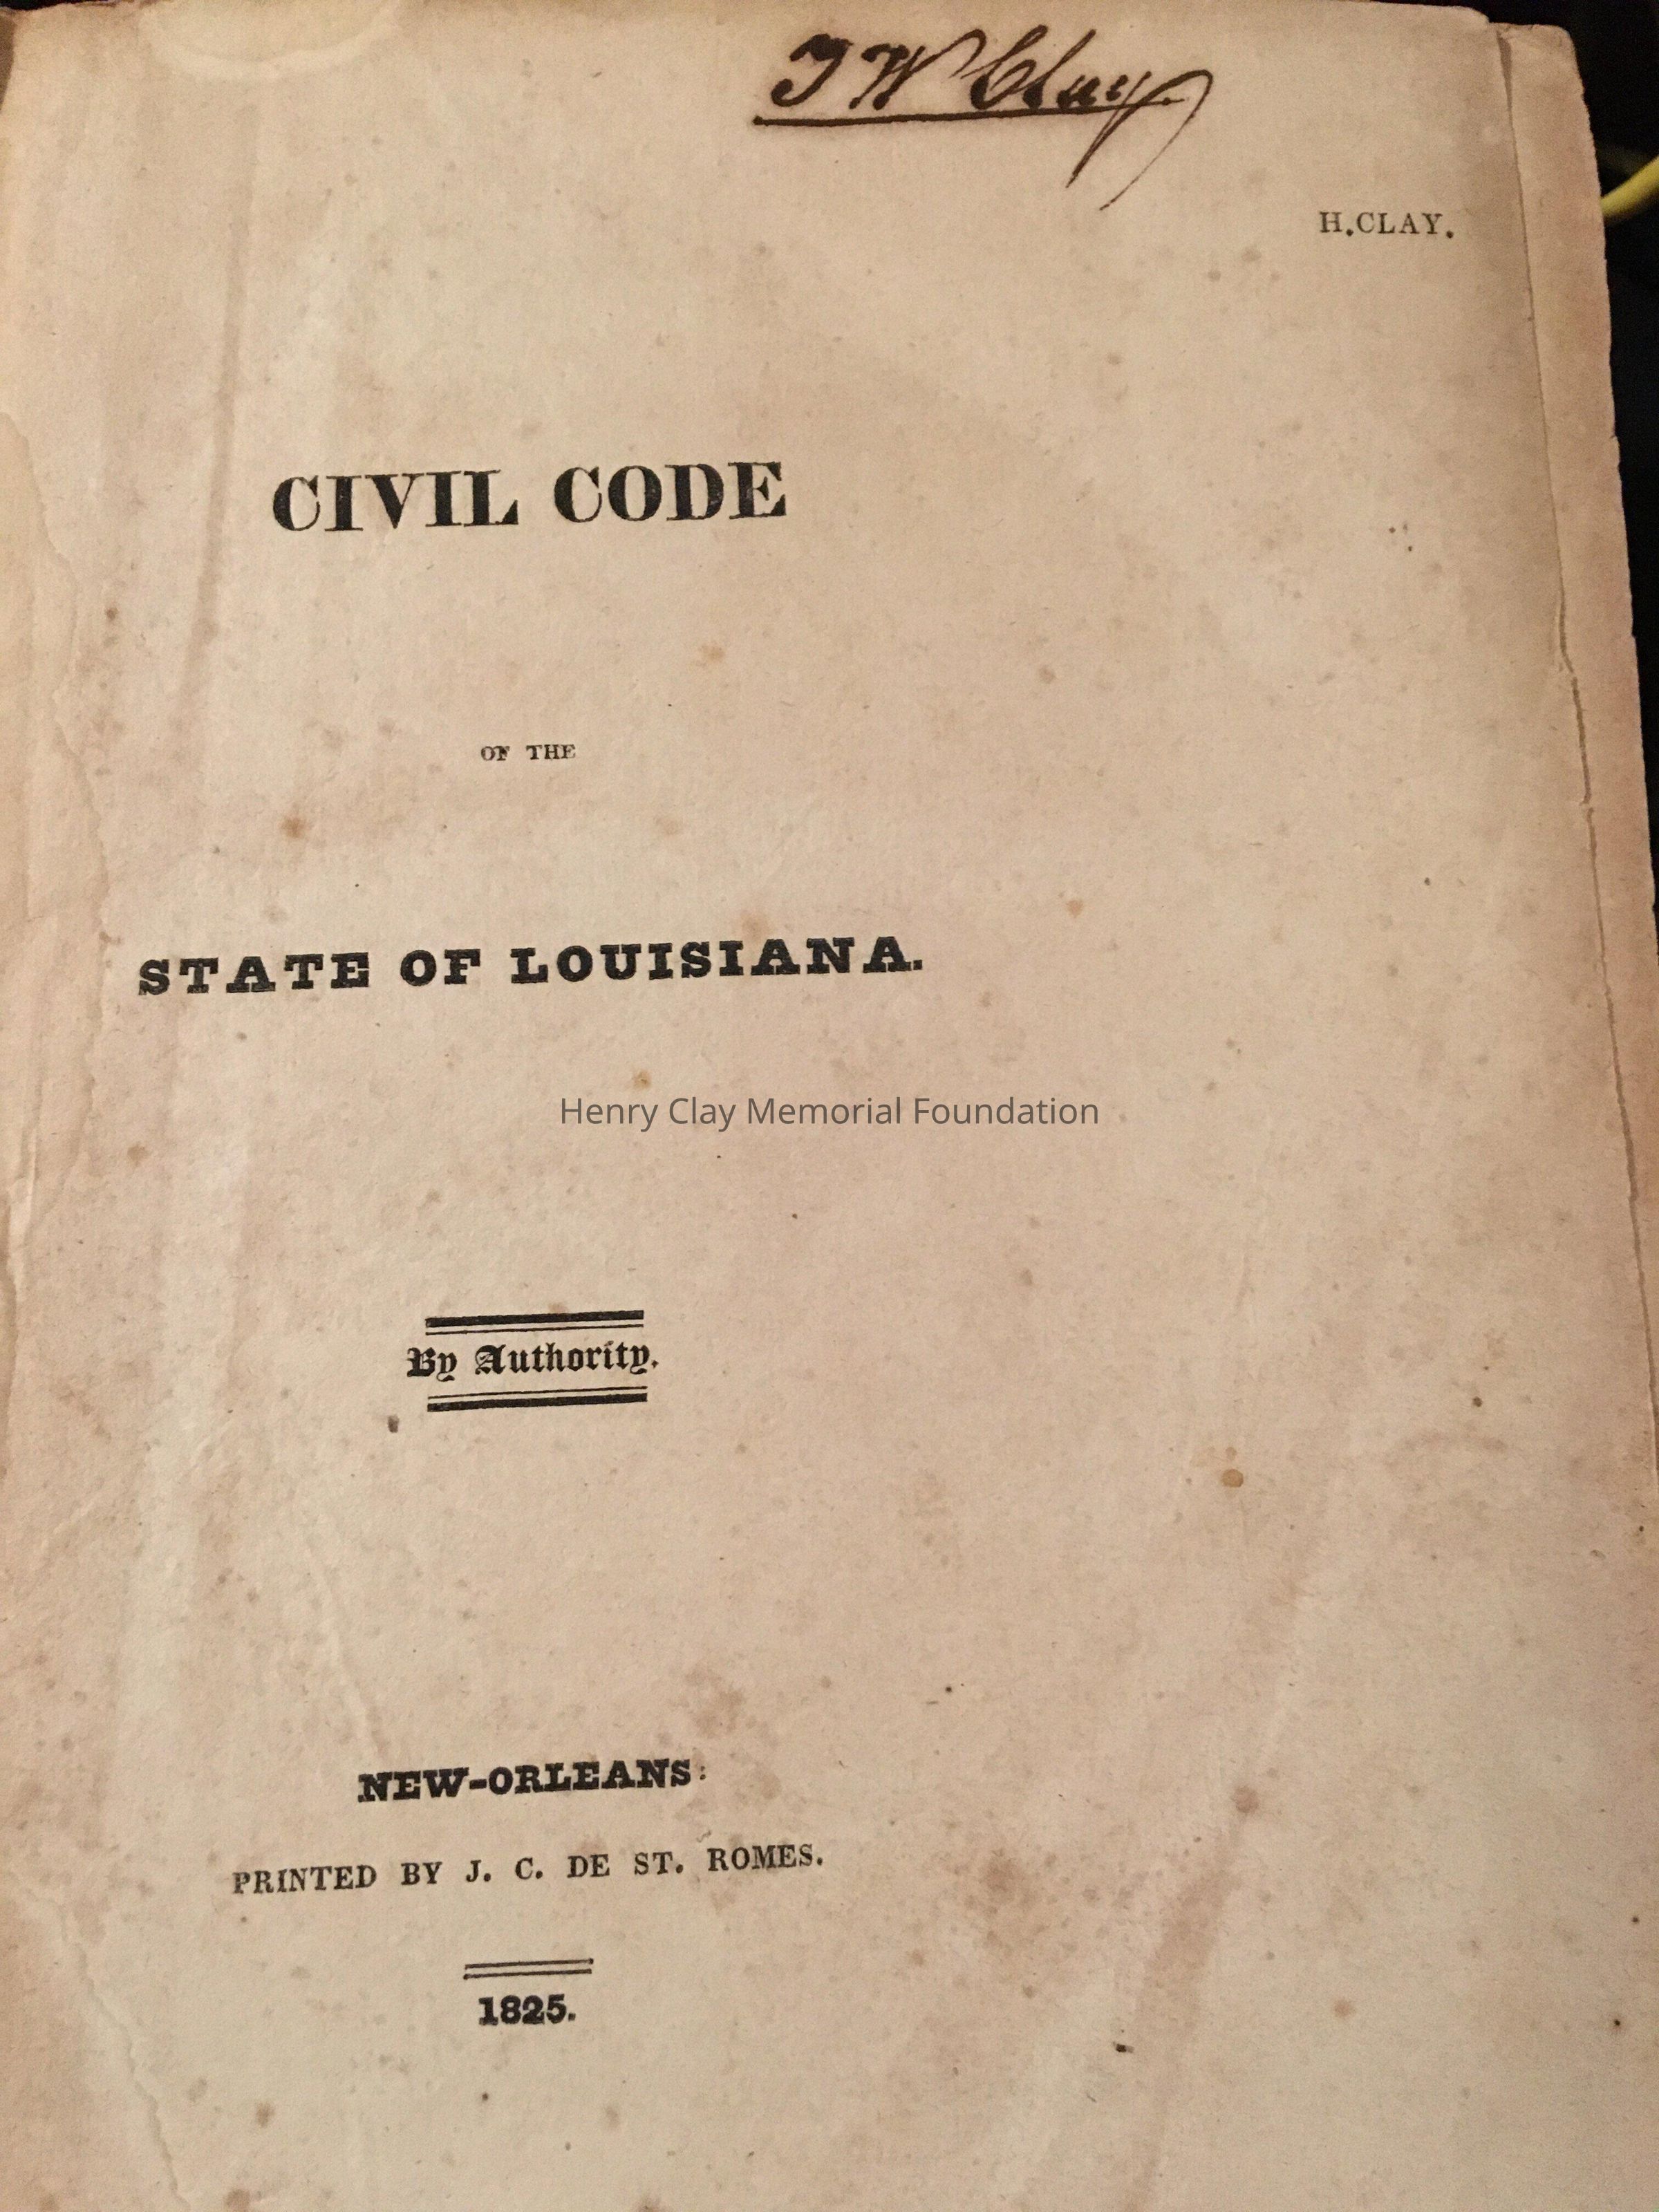 J W Clay
H.CLAY.
CIVIL CODE
OF THE
STATE OF LOUISIANA.
Henry Clay Memorial Foundation
By Authority.
NEW-ORLEANS:
PRINTED BY J. C. DE ST. ROMES.
1825.